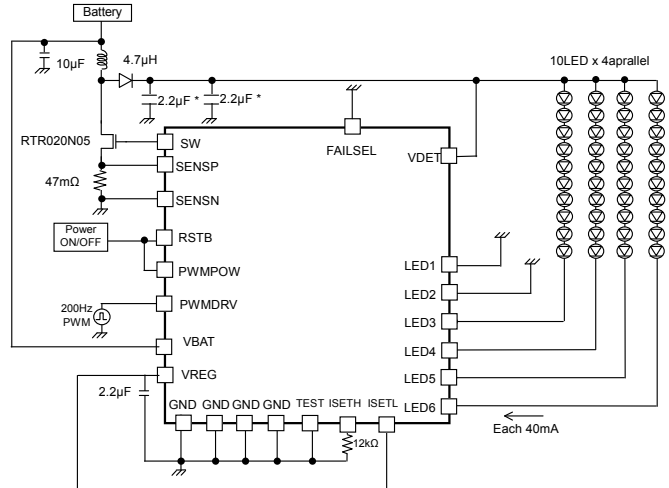 Battery
10µF
4.7µH
2.2µF *
2.2µF *
10LED x 4aprallel
RTR020N05
47mΩ
SW
SENSP
SENSN
FAILSEL
VDET
Power
ON/OFF
RSTB
PWMPOW
200Hz
PWM
PWMDRV
VBAT
VREG
2.2µF
LED1
LED2
LED3
LED4
LED5
LED6
GND
GND
GND
GND
TEST
ISETH
ISETL
12kΩ
Each 40mA